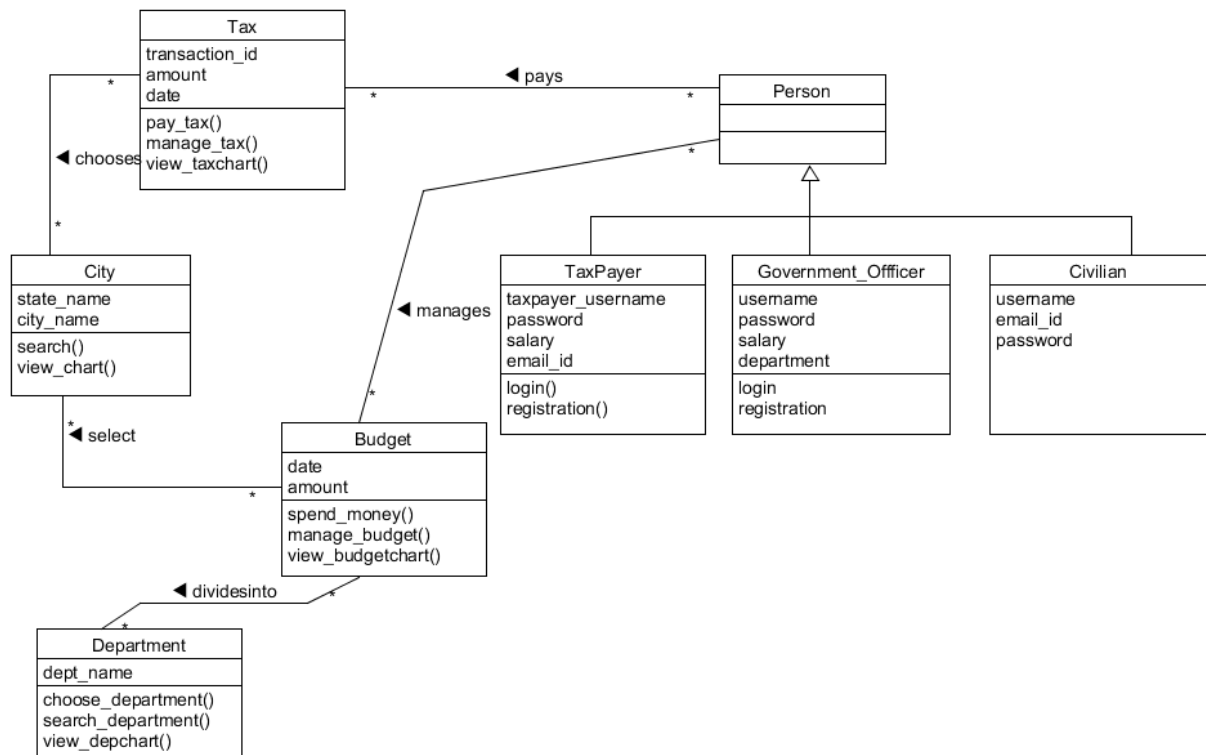 Tax
transaction_id
amount
date
pay_tax()
manage_tax()
view_taxchart()
*
◄ pays
*
*
Person
*
◄ chooses
*
City
state_name
city_name
search()
view_chart()
*
◄ manages
*
TaxPayer
taxpayer_username
password
salary
email_id
login()
registration()
Government_Offficer
username
password
salary
department
login
registration
Civilian
username
email_id
password
*
◄ select
*
Budget
date
amount
spend_money()
manage_budget()
view_budgetchart()
◄ dividesinto
*
*
Department
dept_name
choose_department()
search_department()
view_depchart()